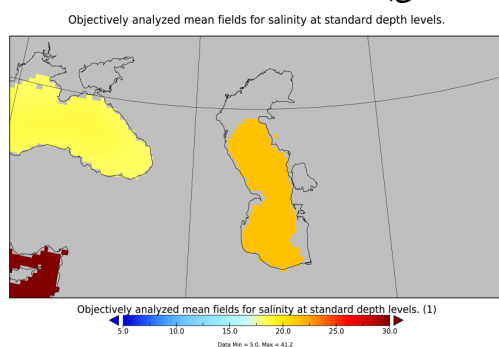 Objectively analyzed mean fields for salinity at standard depth levels.
Objectively analyzed mean fields for salinity at standard depth levels. (1)
5.0 10.0 15.0 20.0 25.0 30.0
Data Min = 5.0, Max = 41.2